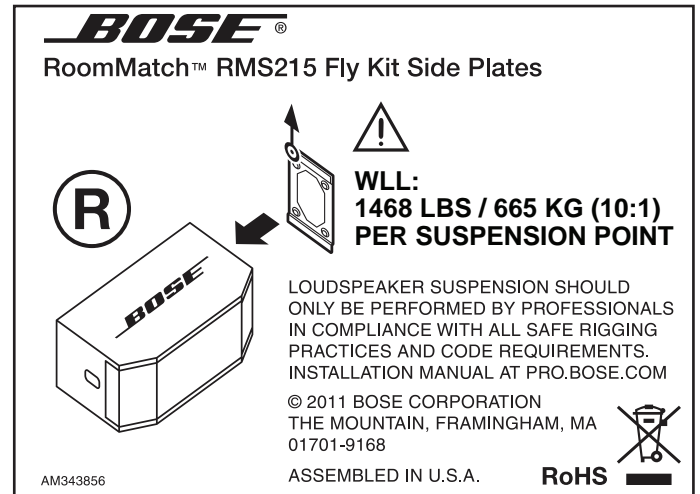 BOSE ®
RoomMatch™ RMS215 Fly Kit Side Plates
R
BOSE
WLL:
1468 LBS / 665 KG (10:1)
PER SUSPENSION POINT
LOUDSPEAKER SUSPENSION SHOULD
ONLY BE PERFORMED BY PROFESSIONALS
IN COMPLIANCE WITH ALL SAFE RIGGING
PRACTICES AND CODE REQUIREMENTS.
INSTALLATION MANUAL AT PRO.BOSE.COM
© 2011 BOSE CORPORATION
THE MOUNTAIN, FRAMINGHAM, MA
01701-9168
AM343856
ASSEMBLED IN U.S.A.
RoHS